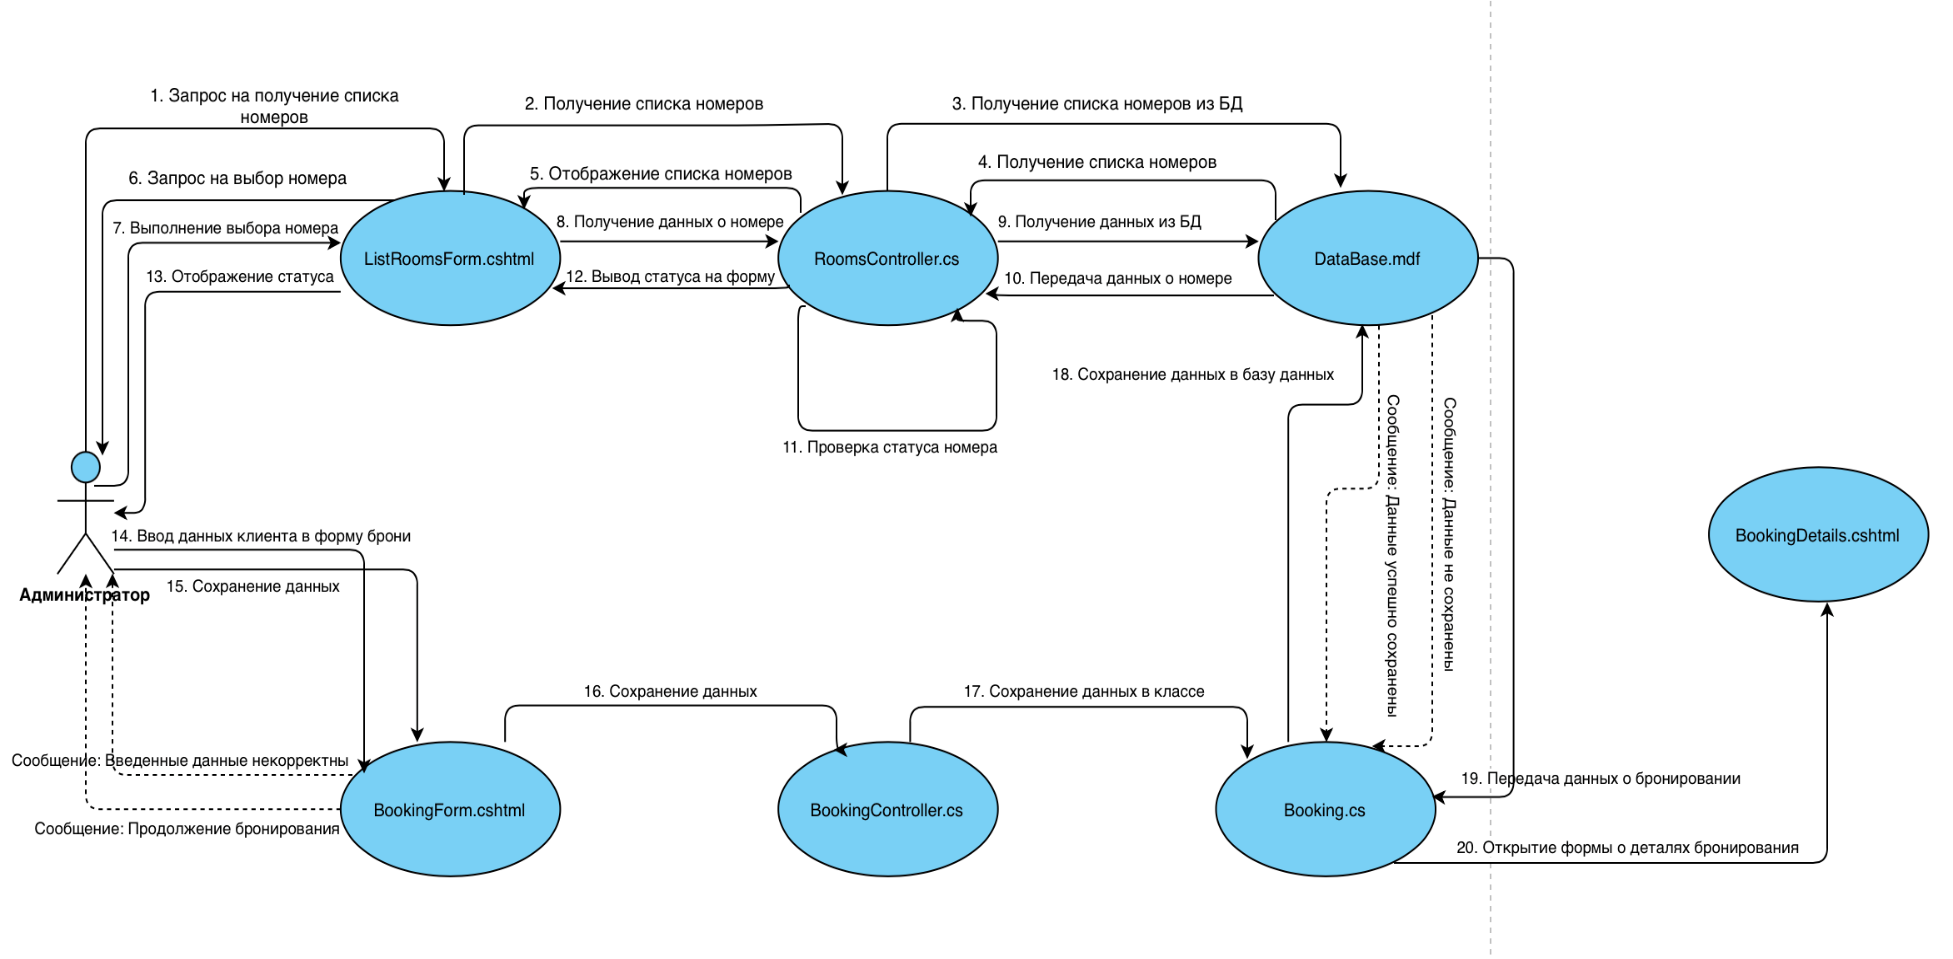 1. Запрос на получение списка
номеров
2. Получение списка номеров
3. Получение списка номеров из БД
4. Получение списка номеров
5. Отображение списка номеров
6. Запрос на выбор номера
7. Выполнение выбора номера
8. Получение данных о номере
9. Получение данных из БД
ListRoomsForm.cshtml
RoomsController.cs
DataBase.mdf
13. Отображение статуса
12. Вывод статуса на форму
10. Передача данных о номере
18. Сохранение данных в базу данных
11. Проверка статуса номера
Сообщение: Данные успешно сохранены
Сообщение: Данные не сохранены
BookingDetails.cshtml
14. Ввод данных клиента в форму брони
15. Сохранение данных
Администратор
16. Сохранение данных
17. Сохранение данных в классе
Сообщение: Введенные данные некорректны
19. Передача данных о бронировании
BookingForm.cshtml
BookingController.cs
Booking.cs
Сообщение: Продолжение бронирования
20. Открытие формы о деталях бронирования